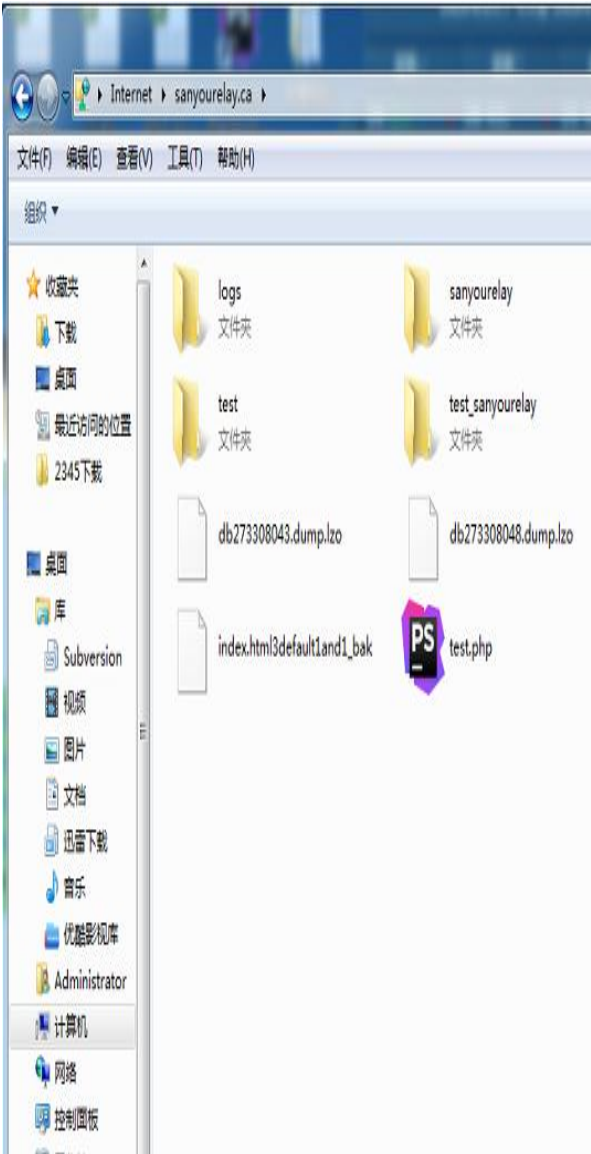 Internet sanyourelay.ca
文件(F) 编辑(E) 查看(V) 工具(T) 帮助(H)
组织
收藏夹
下载
桌面
最近访问的位置
2345下载
桌面
库
Subversion
视频
图片
文档
迅雷下载
音乐
优酷影视库
Administrator
计算机
网络
控制面板
logs
文件夹
sanyourelay
文件夹
test
文件夹
test_sanyourelay
文件夹
db273308043.dump.lzo
db273308048.dump.lzo
index.html3default1and1_bak
PS
test.php